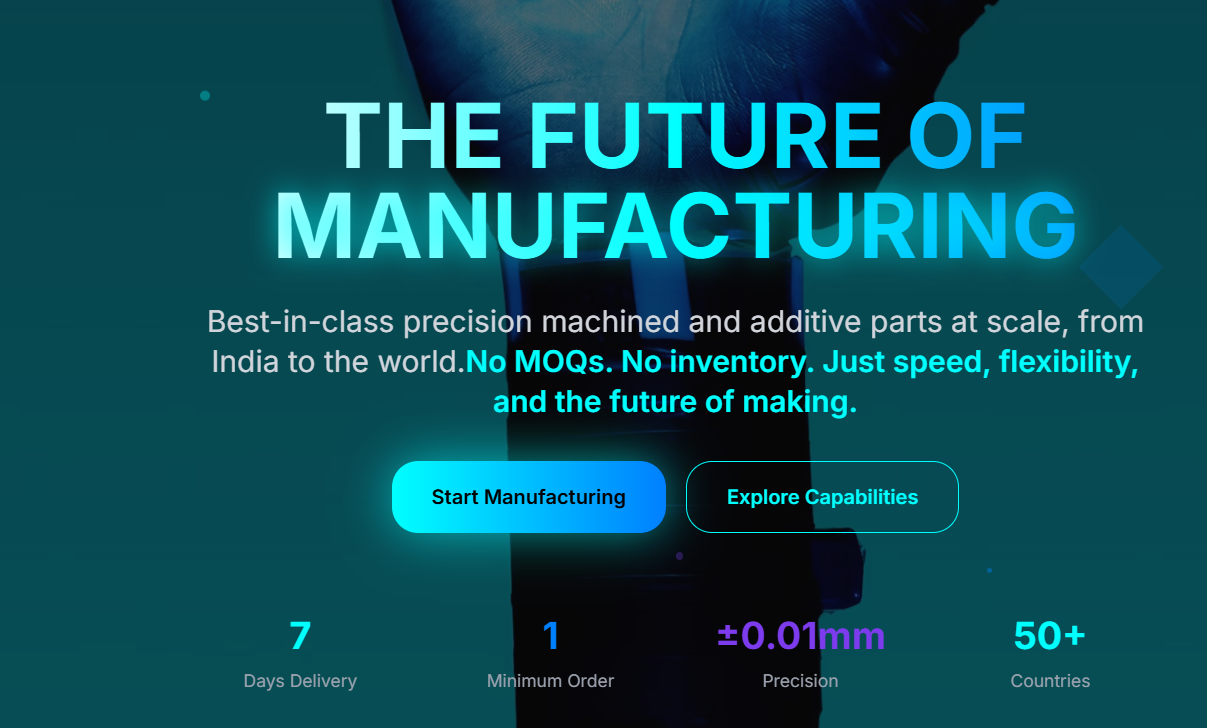 THE FUTURE OF
MANUFACTURING
Best-in-class precision machined and additive parts at scale, from
India to the world.No MOQs. No inventory. Just speed, flexibility,
and the future of making.
Start Manufacturing
Explore Capabilities
7
Days Delivery
1
Minimum Order
±0.01mm
Precision
50+
Countries